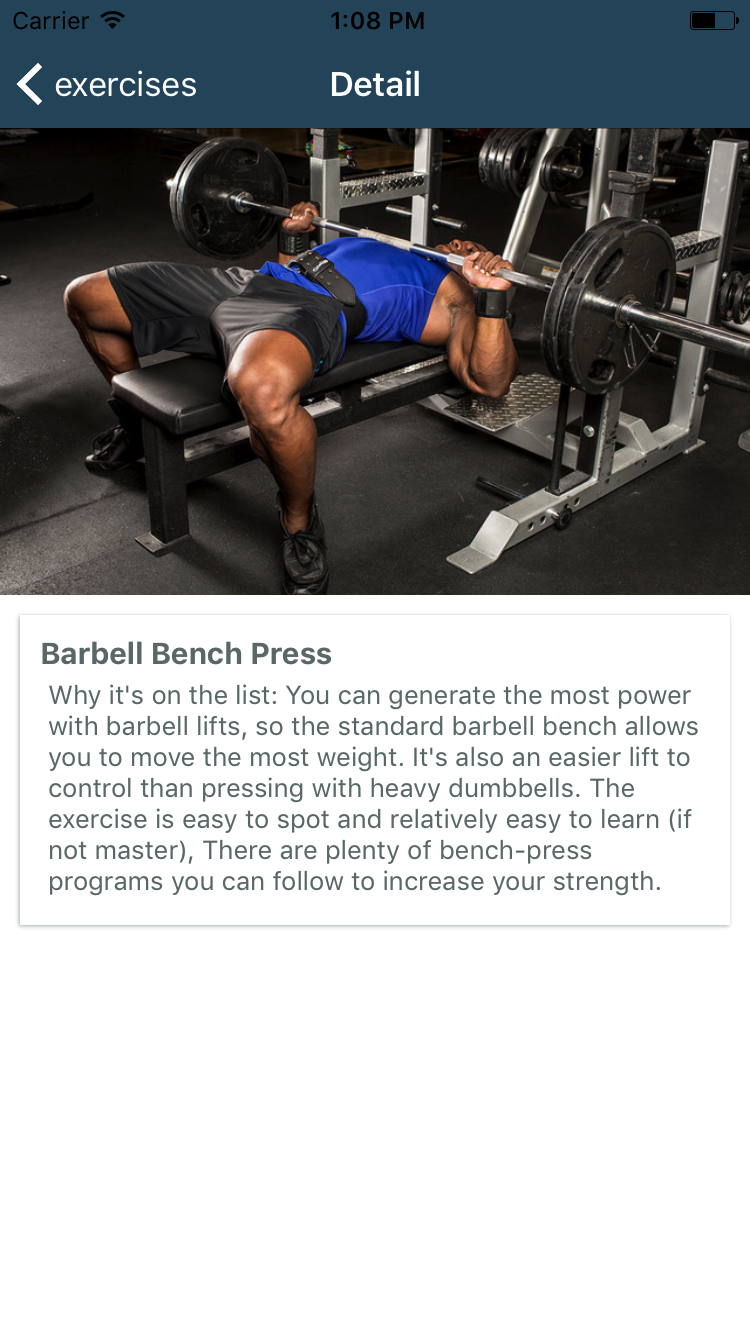 Carrier 1:08 PM
exercises Detail
Barbell Bench Press
Why it's on the list: You can generate the most power
with barbell lifts, so the standard barbell bench allows
you to move the most weight. It's also an easier lift to
control than pressing with heavy dumbbells. The
exercise is easy to spot and relatively easy to learn (if
not master), There are plenty of bench-press
programs you can follow to increase your strength.